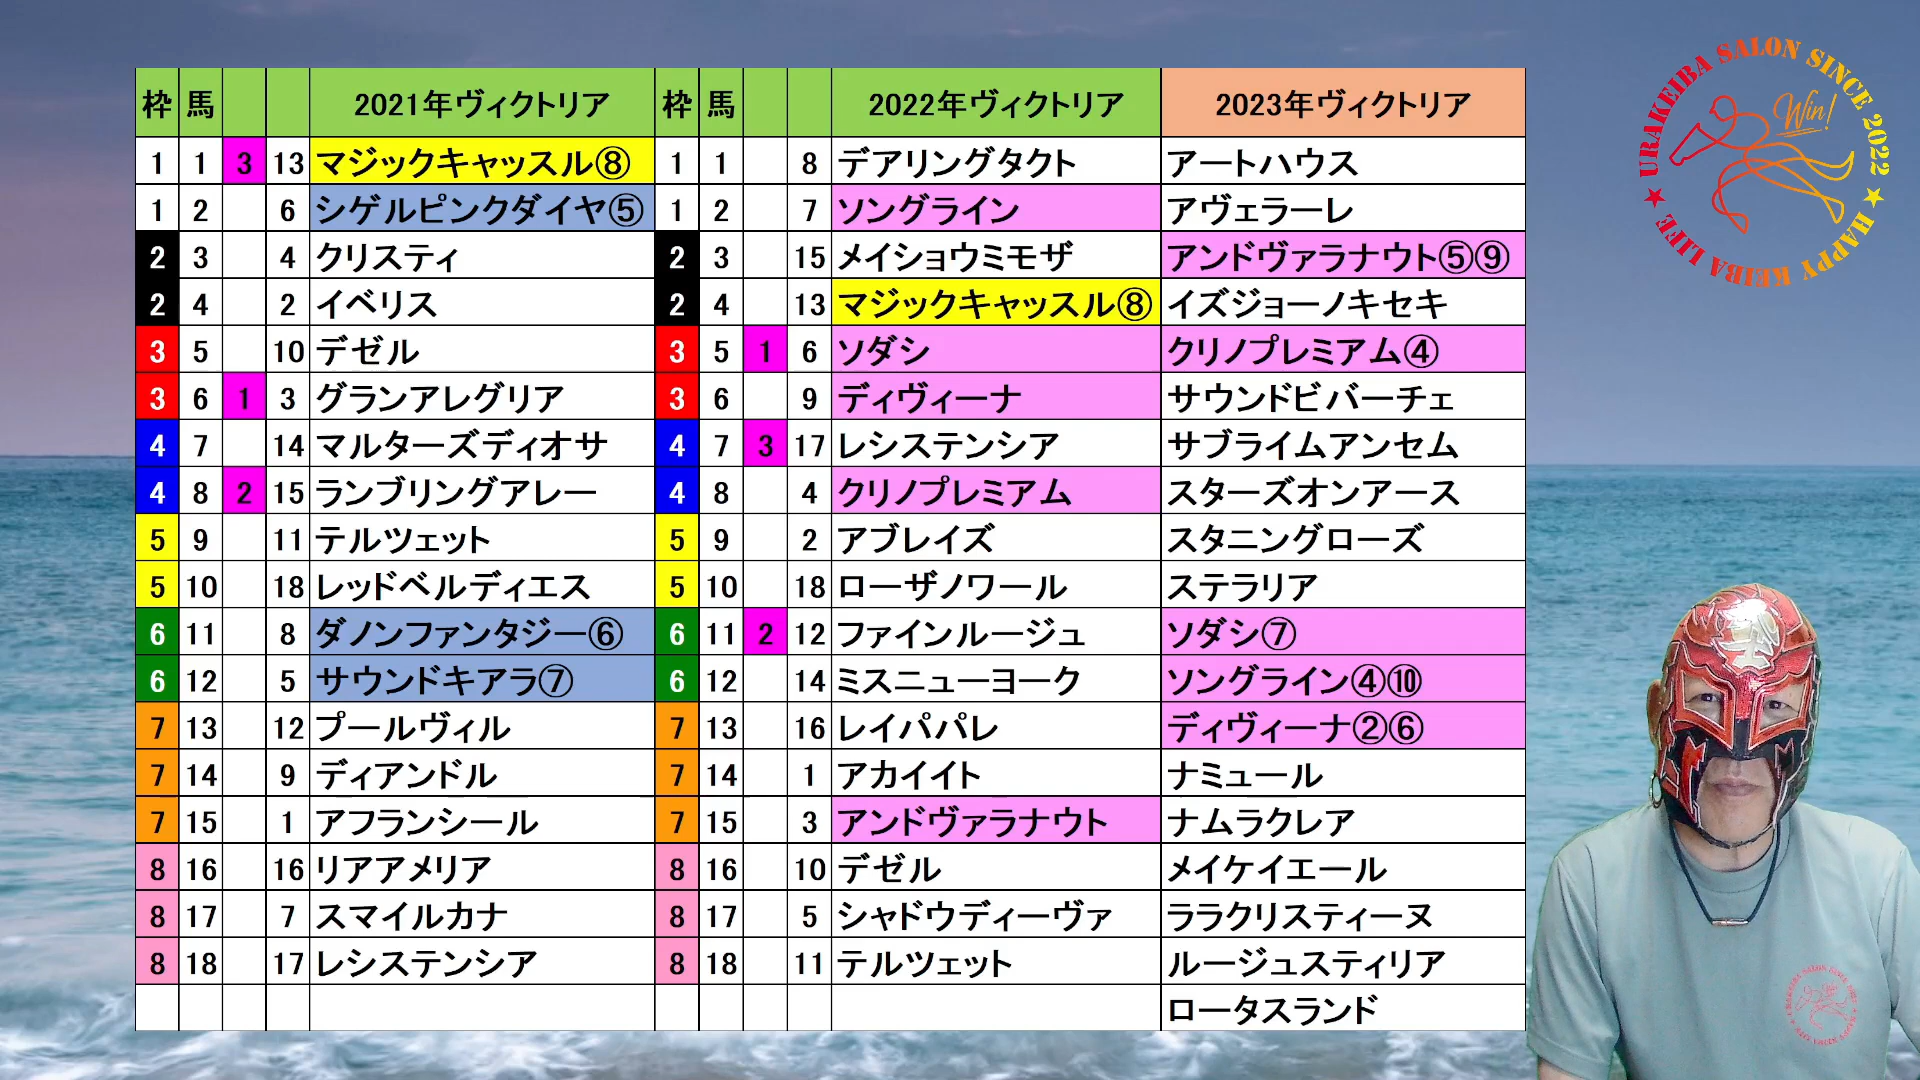 枠 馬 2021年ヴィクトリア 枠 馬 2022年ヴィクトリア 2023年ヴィクトリア
1 1 3 13 マジックキャッスル⑧ 1 1 8 デアリングタクト アートハウス
1 2 6 シゲルピンクダイヤ⑤ 1 2 7 ソングライン アヴェラーレ
2 3 4 クリスティ 2 3 15 メイショウミモザ アンドヴァラナウト⑤⑨
2 4 2 イベリス 2 4 13 マジックキャッスル⑧ イズジョーノキセキ
3 5 10 デゼル 3 5 1 6 ソダシ クリノプレミアム④
3 6 1 3 グランアレグリア 3 6 9 ディヴィーナ サウンドビバーチェ
4 7 14 マルターズディオサ 4 7 3 17 レシステンシア サブライムアンセム
4 8 2 15 ランブリングアレー 4 8 4 クリノプレミアム スターズオンアース
5 9 11 テルツェット 5 9 2 アブレイズ スタニングローズ
5 10 18 レッドベルディエス 5 10 18 ローザノワール ステラリア
6 11 8 ダノンファンタジー⑥ 6 11 2 12 ファインルージュ ソダシ⑦
6 12 5 サウンドキアラ⑦ 6 12 14 ミスニューヨーク ソングライン④⑩
7 13 12 プールヴィル 7 13 16 レイパパレ ディヴィーナ②⑥
7 14 9 ディアンドル 7 14 1 アカイイト ナミュール
7 15 1 アフランシール 7 15 3 アンドヴァラナウト ナムラクレア
8 16 16 リアアメリア 8 16 10 デゼル メイケイエール
8 17 7 スマイルカナ 8 17 5 シャドウディーヴァ ララクリスティーヌ
8 18 17 レシステンシア 8 18 11 テルツェット ルージュスティリア
ロータスランド
URAKEIBA SALON SINCE 2022 ★ HAPPY KEIBA LIFE ★
Win!